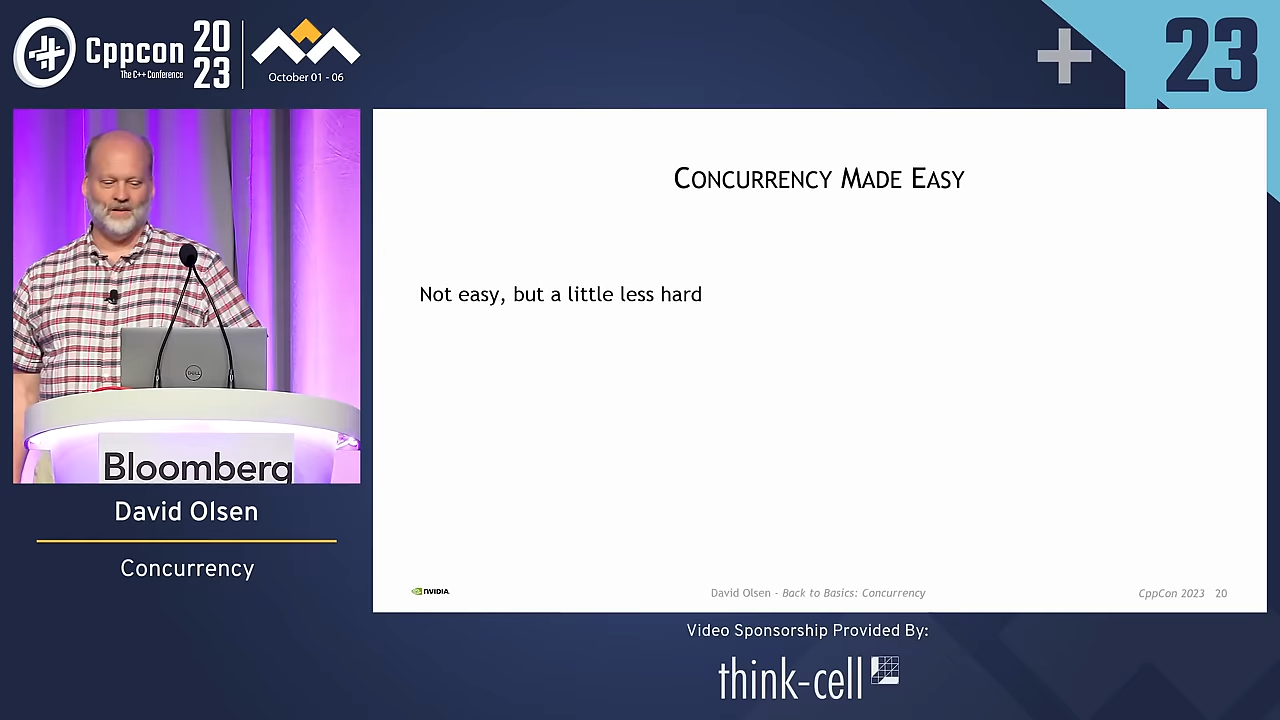 Cppcon
The C++ Conference
20
23
October 01 - 06
23
CONCURRENCY MADE EASY
Not easy, but a little less hard
DELL
Bloomberg
David Olsen
Concurrency
NVIDIA.
David Olsen - Back to Basics: Concurrency
CppCon 2023 20
Video Sponsorship Provided By:
think-cell